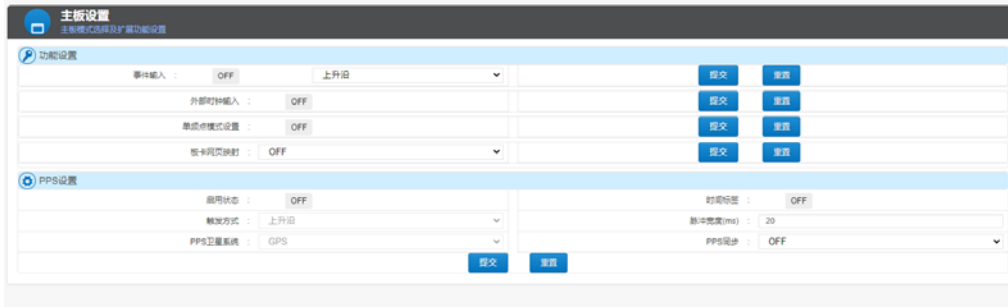 主板设置
主板模式选择及扩展功能设置
功能设置
事件输入 : OFF 上升沿 提交 重置
外部时钟输入 : OFF 提交 重置
单频点模式设置 : OFF 提交 重置
板卡网页映射 : OFF 提交 重置
PPS设置
启用状态 : OFF 时间标签 : OFF
触发方式 : 上升沿 脉冲宽度(ms) : 20
PPS卫星系统 : GPS PPS同步 : OFF
提交 重置